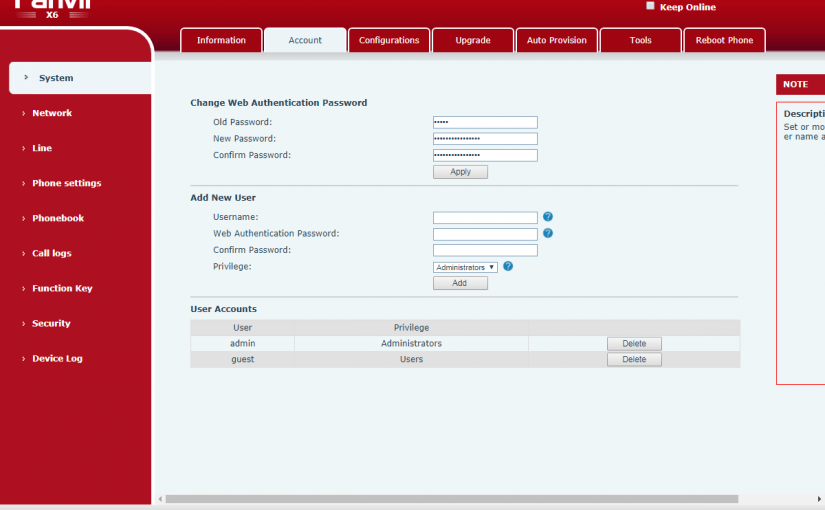 Fanvil
X6
Keep Online
Information Account Configurations Upgrade Auto Provision Tools Reboot Phone
› System
› Network
› Line
› Phone settings
› Phonebook
› Call logs
› Function Key
› Security
› Device Log
Change Web Authentication Password
Old Password: •••••
New Password: ••••••••••••••••
Confirm Password: ••••••••••••••••
Apply
Add New User
Username: ?
Web Authentication Password: ?
Confirm Password:
Privilege: Administrators ▼ ?
Add
User Accounts
User Privilege
admin Administrators Delete
guest Users Delete
NOTE
Descripti
Set or mo
er name a